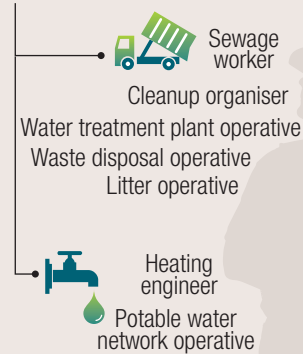 Sewage
worker
Cleanup organiser
Water treatment plant operative
Waste disposal operative
Litter operative
Heating
engineer
Potable water
network operative